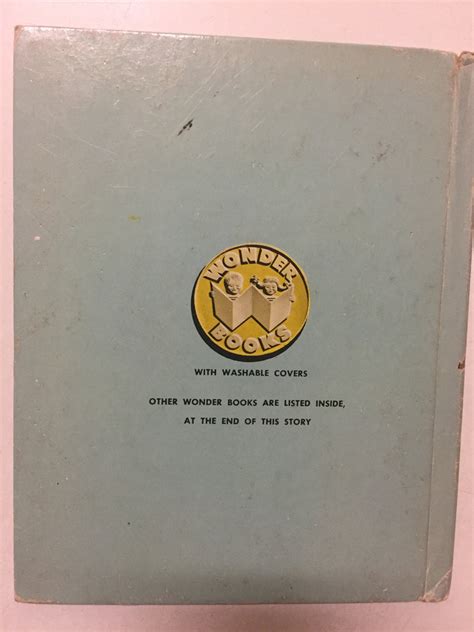 WONDER
BOOKS
WITH WASHABLE COVERS
OTHER WONDER BOOKS ARE LISTED INSIDE,
AT THE END OF THIS STORY